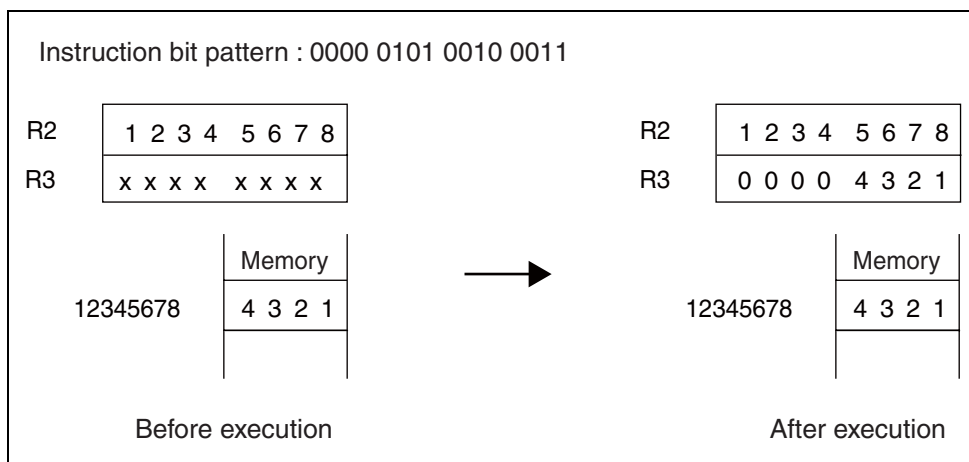 Instruction bit pattern : 0000 0101 0010 0011
R2 1 2 3 4 5 6 7 8 R2 1 2 3 4 5 6 7 8
R3 x x x x x x x x R3 0 0 0 0 4 3 2 1
Memory Memory
12345678 4 3 2 1 12345678 4 3 2 1
Before execution After execution